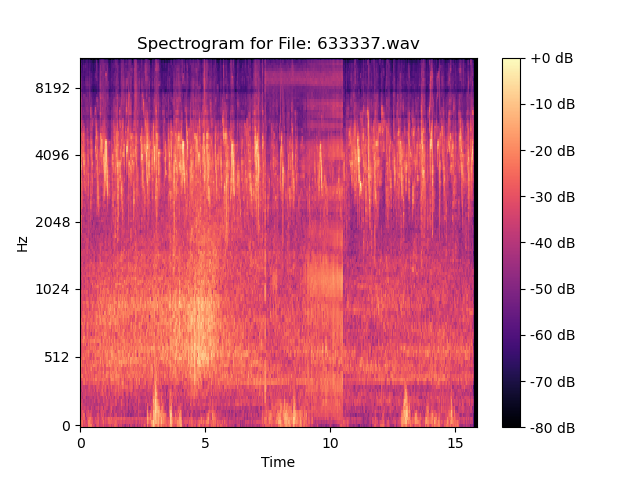 Spectrogram for File: 633337.wav
8192
4096
2048
1024
512
0
Hz
0
5
10
15
Time
+0 dB
-10 dB
-20 dB
-30 dB
-40 dB
-50 dB
-60 dB
-70 dB
-80 dB